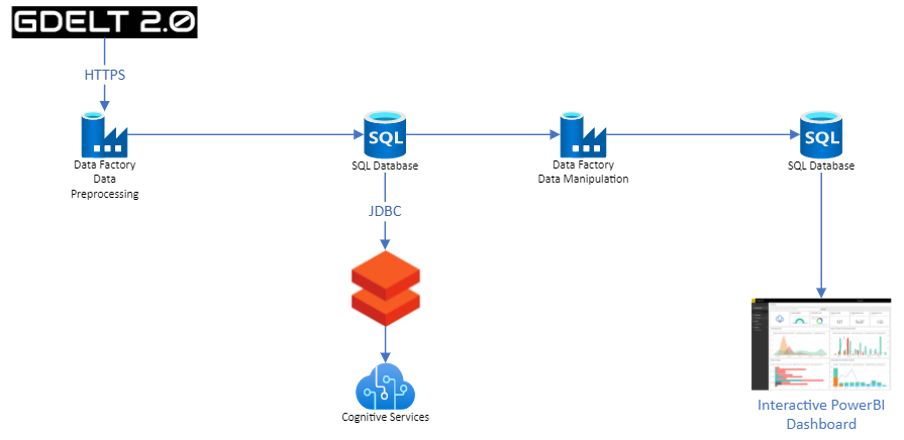 GDELT 2.0
HTTPS
SQL
SQL
Data Factory
Data
Preprocessing
SQL Database
Data Factory
Data Manipulation
SQL Database
JDBC
Cognitive Services
Interactive PowerBI
Dashboard